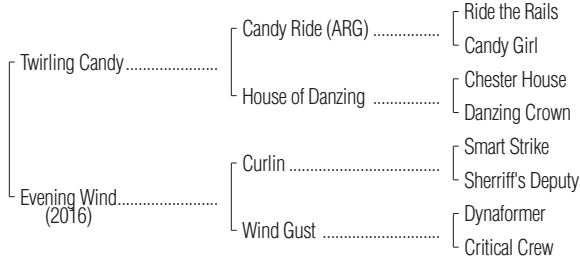 Ride the Rails
Candy Ride (ARG) ................
Candy Girl
Twirling Candy ......................
Chester House
House of Danzing ................
Danzing Crown
Smart Strike
Curlin ....................................
Sherriff's Deputy
Evening Wind........................
(2016)
Dynaformer
Wind Gust ............................
Critical Crew